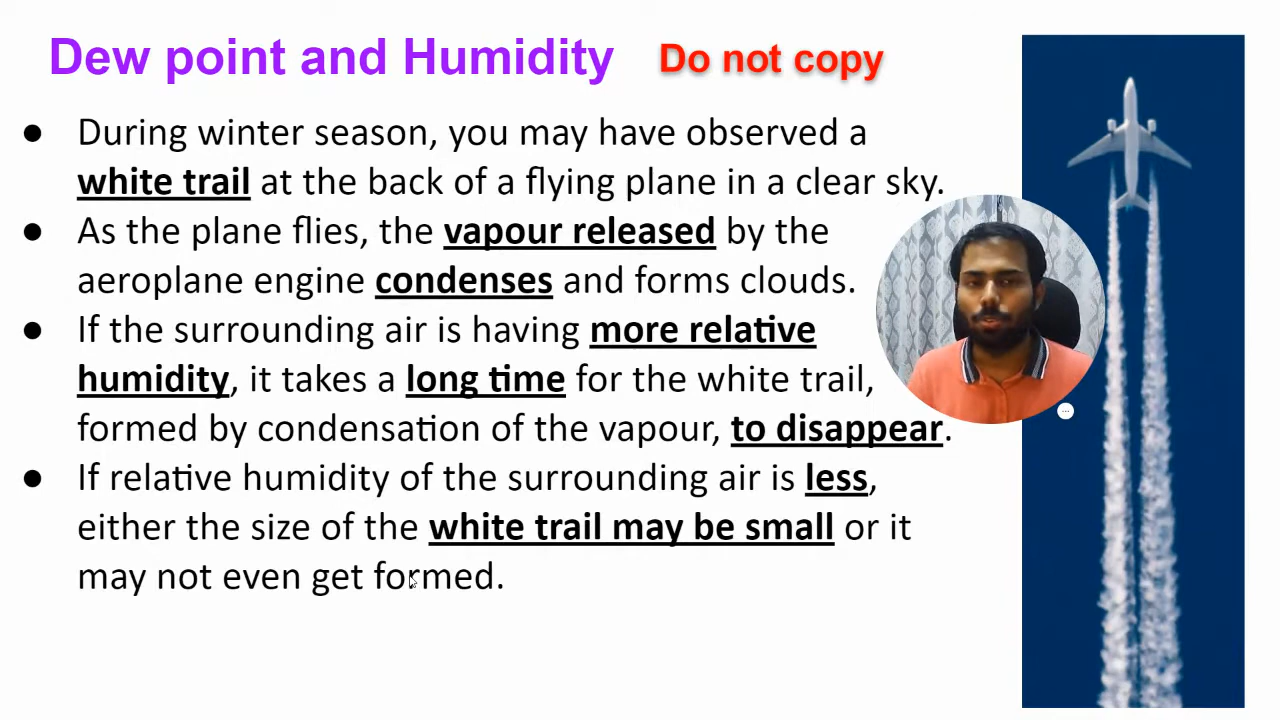 Dew point and Humidity Do not copy
● During winter season, you may have observed a
white trail at the back of a flying plane in a clear sky.
● As the plane flies, the vapour released by the
aeroplane engine condenses and forms clouds.
● If the surrounding air is having more relative
humidity, it takes a long time for the white trail,
formed by condensation of the vapour, to disappear.
● If relative humidity of the surrounding air is less,
either the size of the white trail may be small or it
may not even get formed.